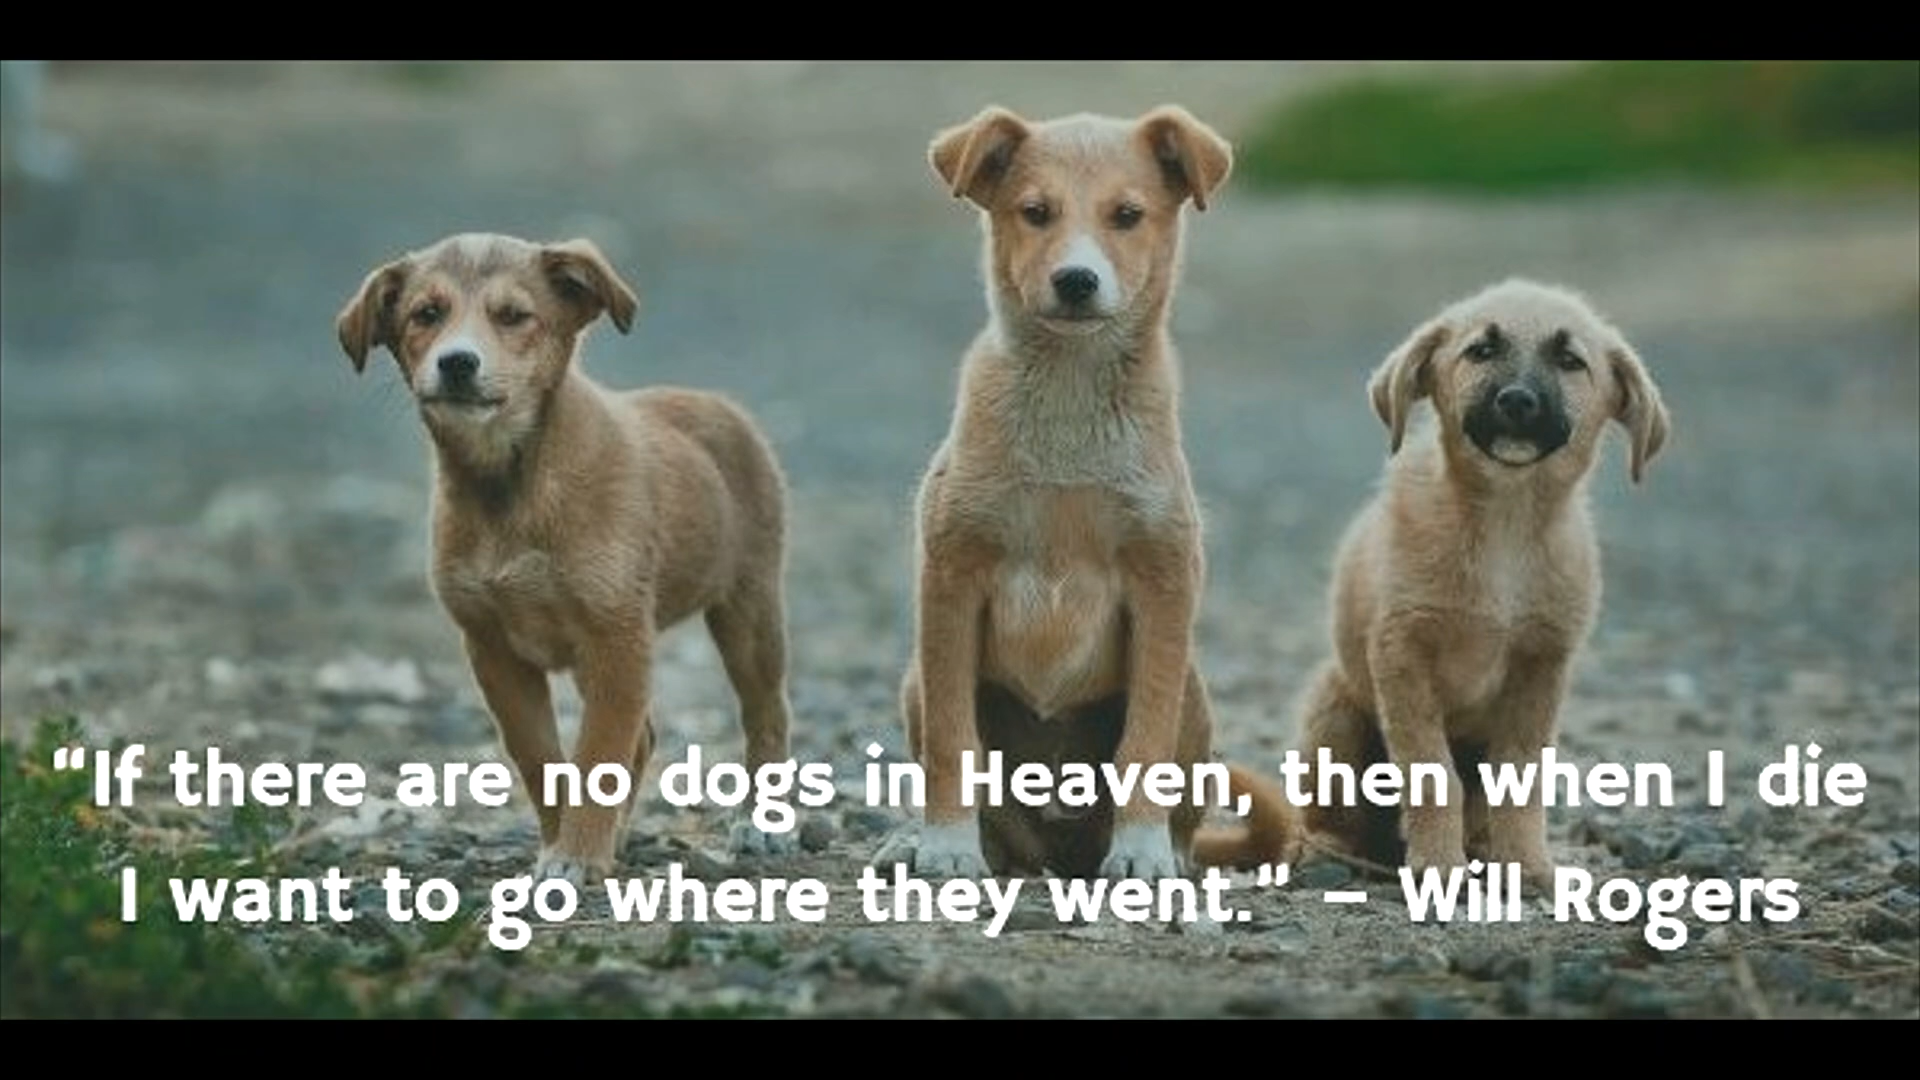 “If there are no dogs in Heaven, then when I die
I want to go where they went.” – Will Rogers